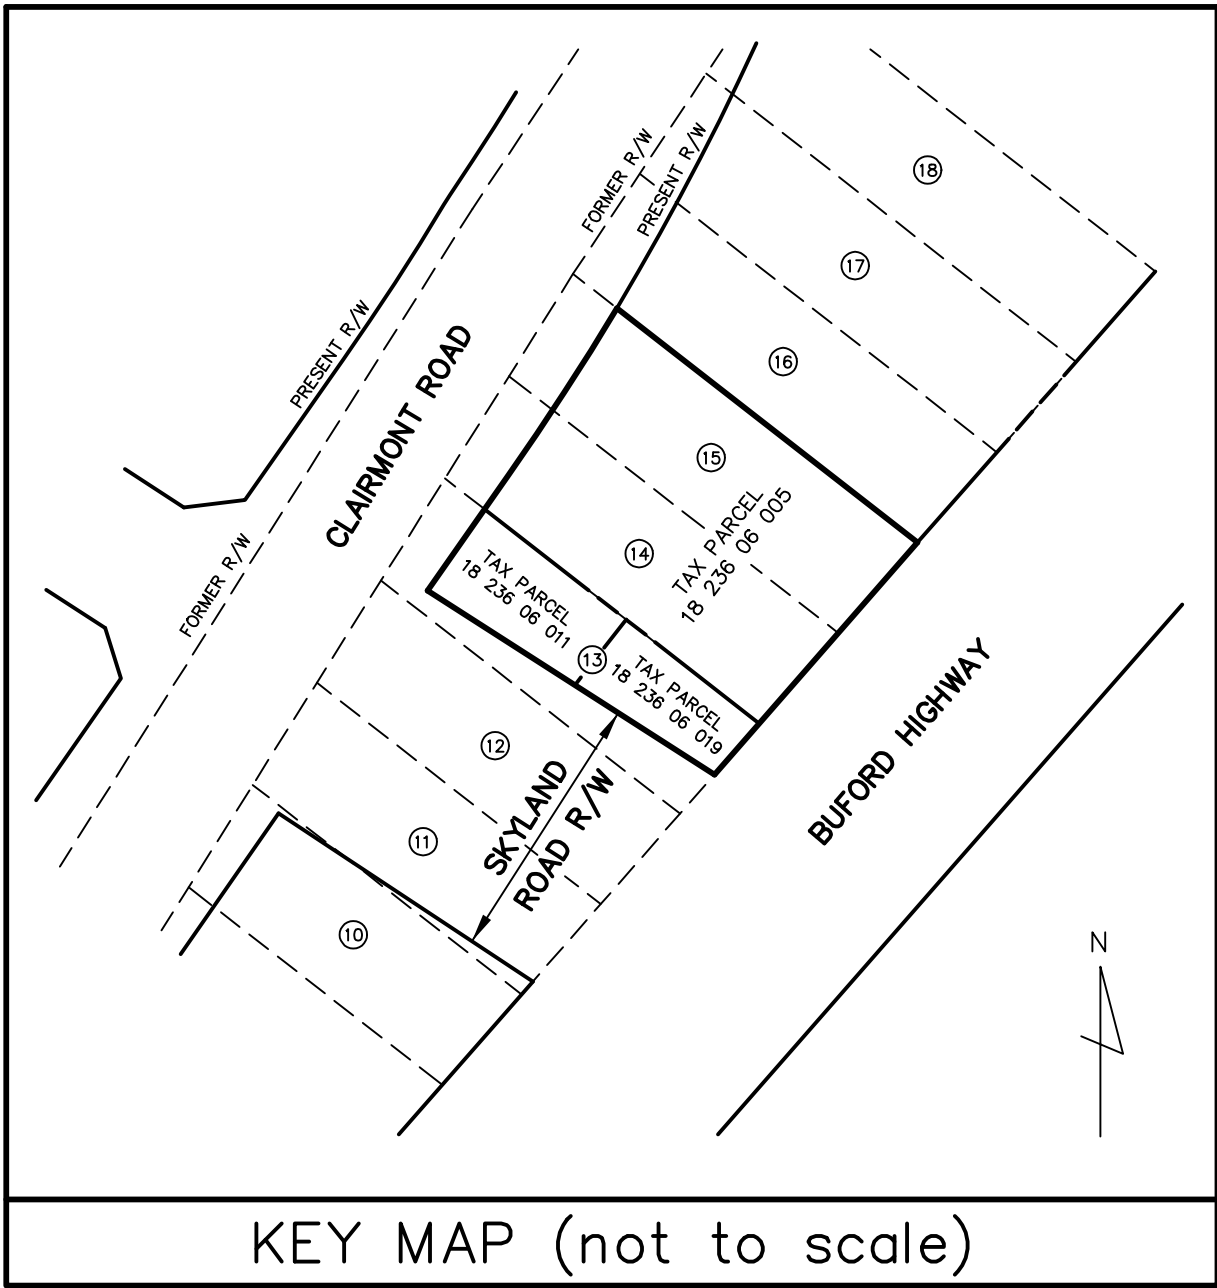 18
FORMER R/W
PRESENT R/W
17
16
PRESENT R/W
CLAIRMONT ROAD
15
TAX PARCEL
18 236 06 005
14
FORMER R/W
TAX PARCEL
18 236 06 011
13
TAX PARCEL
18 236 06 019
12
SKYLAND
ROAD R/W
BUFORD HIGHWAY
11
10
N
KEY MAP (not to scale)